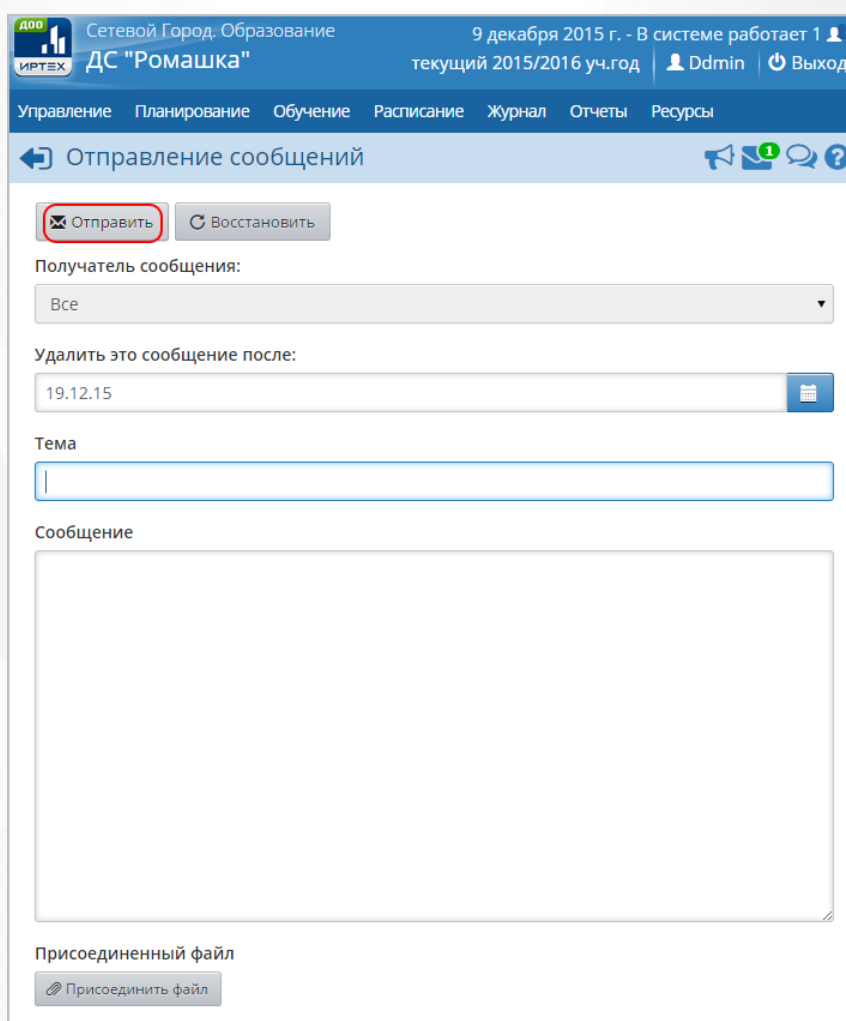 ДОО
ИРТЕХ
Сетевой Город. Образование
ДС "Ромашка"
9 декабря 2015 г. - В системе работает 1
текущий 2015/2016 уч.год
Ddmin
Выход
Управление Планирование Обучение Расписание Журнал Отчеты Ресурсы
Отправление сообщений
1
?
Отправить
Восстановить
Получатель сообщения:
Все
Удалить это сообщение после:
19.12.15
Тема
Сообщение
Присоединенный файл
Присоединить файл